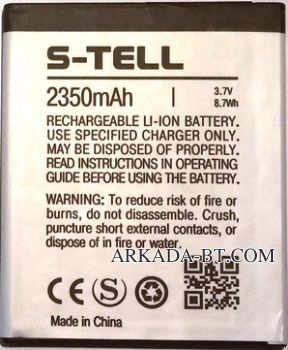 S-TELL
2350mAh | 3.7V
8.7Wh
RECHARGEABLE LI-ION BATTERY.
USE SPECIFIED CHARGER ONLY.
MAY BE DISPOSED OF PROPERLY.
READ INSTRUCTIONS IN OPERATING
GUIDE BEFORE USING THE BATTERY.
WARNING: To reduce risk of fire or
burns, do not disassemble. Crush,
puncture short external contacts, or
dispose of in fire or water.
ARKADA-BT.COM
CE S
Made in China